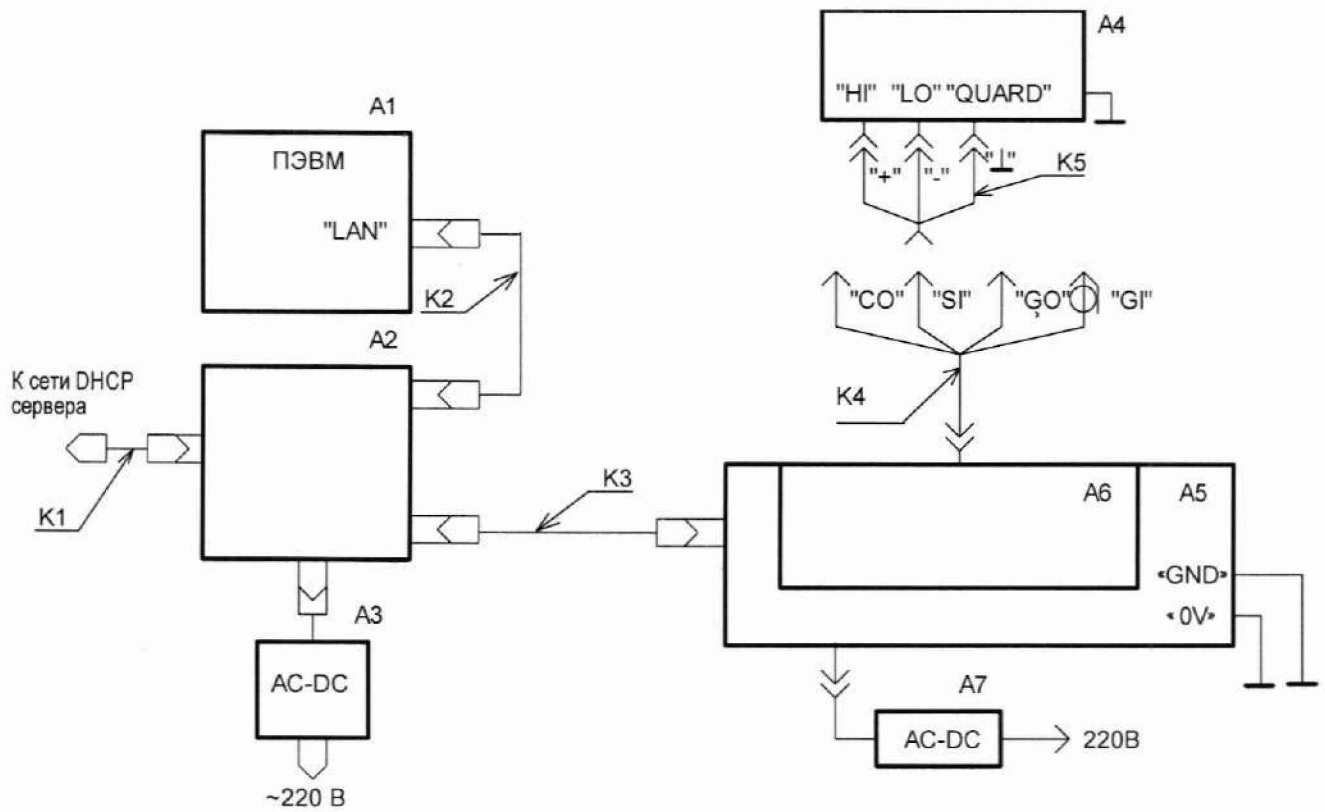 A4
"HI" "LO" "QUARD"
"+" "-" "⊥"
K5
A1
ПЭВМ
"LAN"
K2
"CO" "SI" "GO" "GI"
A2
К сети DHCP
сервера
K1
K4
K3
A6
A5
«GND»
«0V»
A3
AC-DC
~220 В
A7
AC-DC
220В